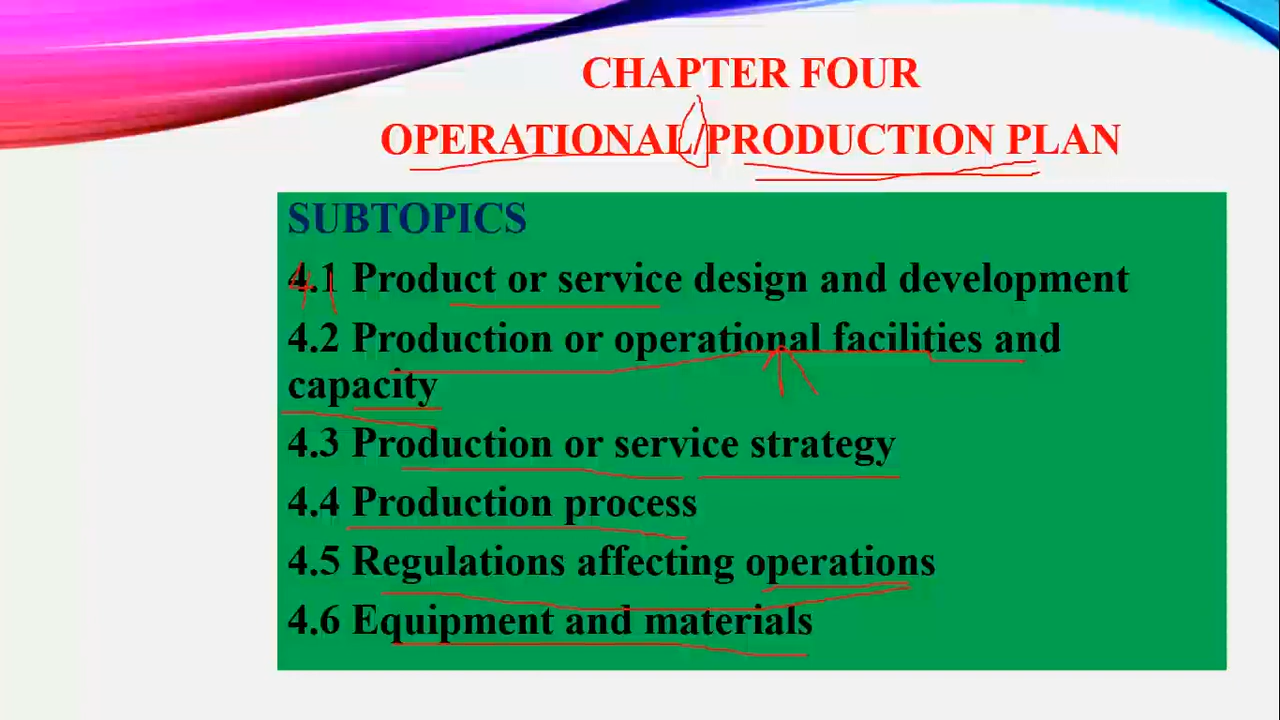 CHAPTER FOUR
OPERATIONAL/PRODUCTION PLAN
SUBTOPICS
4.1 Product or service design and development
4.2 Production or operational facilities and
capacity
4.3 Production or service strategy
4.4 Production process
4.5 Regulations affecting operations
4.6 Equipment and materials